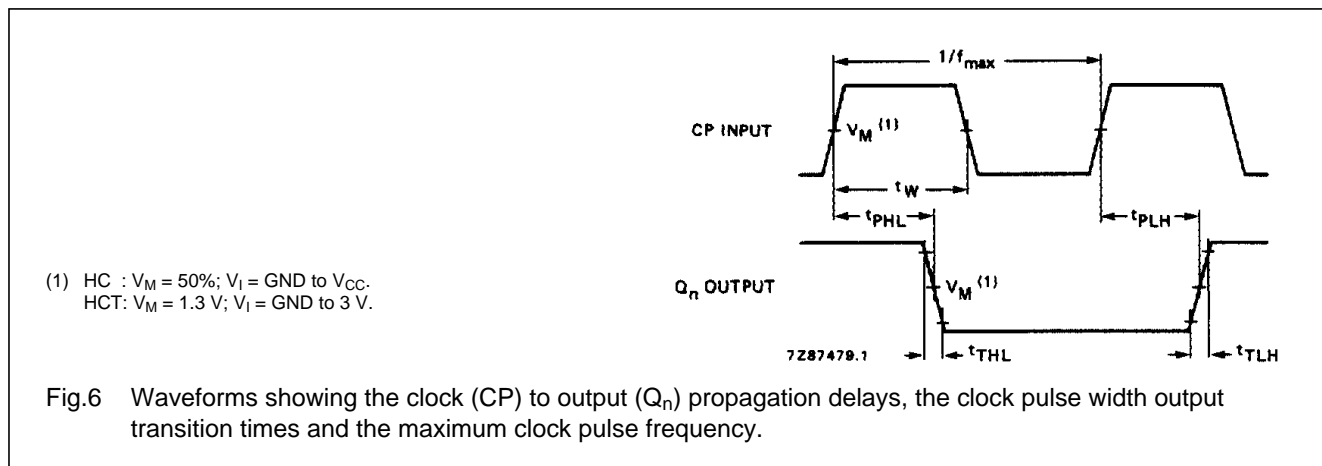 1/fmax
CP INPUT
VM (1)
tW
tPHL
tPLH
(1) HC : VM = 50%; VI = GND to VCC.
HCT: VM = 1.3 V; VI = GND to 3 V.
Qn OUTPUT
VM (1)
7Z87479.1
tTHL
tTLH
Fig.6 Waveforms showing the clock (CP) to output (Qn) propagation delays, the clock pulse width output
transition times and the maximum clock pulse frequency.